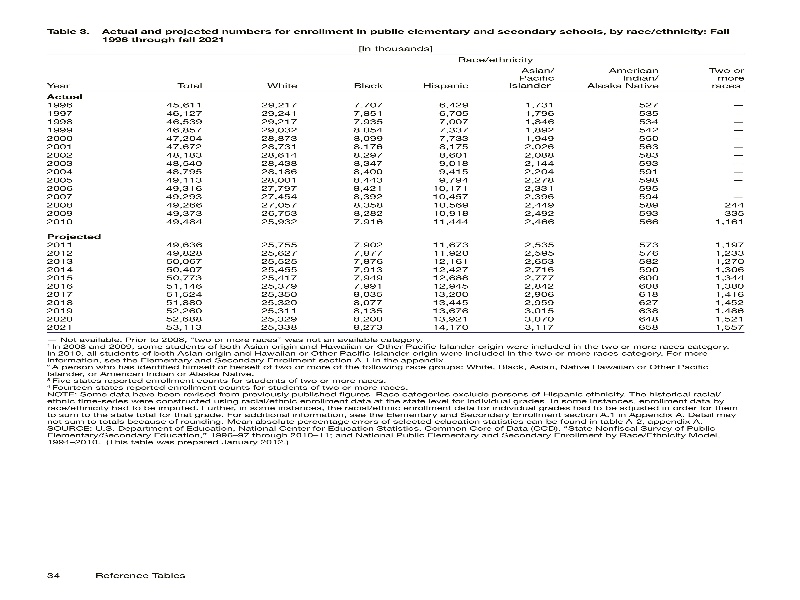 Table 3. Actual and projected numbers for enrollment in public elementary and secondary schools, by race/ethnicity: Fall
1996 through fall 2021
[In thousands]
Race/ethnicity
Asian/ American Two or
Pacific Indian/ more
Year Total White Black Hispanic Islander Alaska Native races
Actual
1996 45,611 29,217 7,707 6,429 1,731 527 —
1997 46,127 29,241 7,851 6,705 1,796 535 —
1998 46,539 29,217 7,935 7,007 1,846 534 —
1999 46,857 29,032 8,054 7,337 1,892 542 —
2000 47,204 28,873 8,099 7,733 1,949 550 —
2001 47,672 28,731 8,176 8,175 2,026 563 —
2002 48,183 28,614 8,297 8,601 2,088 583 —
2003 48,540 28,438 8,347 9,018 2,144 593 —
2004 48,795 28,186 8,400 9,415 2,204 591 —
2005 49,113 28,001 8,443 9,794 2,278 598 —
2006 49,316 27,797 8,421 10,171 2,331 595 —
2007 49,293 27,454 8,392 10,457 2,396 594 —
2008 49,266 27,057 8,358 10,569 2,449 589 244
2009 49,373 26,753 8,282 10,918 2,492 593 335
2010 49,484 25,932 7,916 11,444 2,466 566 1,161
Projected
2011 49,636 25,755 7,902 11,673 2,535 573 1,197
2012 49,828 25,627 7,877 11,920 2,595 576 1,233
2013 50,067 25,525 7,876 12,161 2,653 582 1,270
2014 50,407 25,455 7,913 12,427 2,716 590 1,306
2015 50,773 25,417 7,949 12,686 2,777 600 1,344
2016 51,146 25,379 7,991 12,945 2,842 608 1,380
2017 51,524 25,350 8,035 13,200 2,906 618 1,416
2018 51,880 25,320 8,077 13,445 2,959 627 1,452
2019 52,260 25,311 8,135 13,676 3,015 638 1,486
2020 52,688 25,329 8,200 13,921 3,070 648 1,521
2021 53,113 25,338 8,273 14,170 3,117 658 1,557
— Not available. Prior to 2008, "two or more races" was not an available category.
In 2008 and 2009, some students of both Asian origin and Hawaiian or Other Pacific Islander origin were included in the two or more races category.
In 2010, all students of both Asian origin and Hawaiian or Other Pacific Islander origin were included in the two or more races category. For more
information, see the Elementary and Secondary Enrollment section A.1 in the appendix.
A person who has identified himself or herself of two or more of the following race groups: White, Black, Asian, Native Hawaiian or Other Pacific
Islander, or American Indian or Alaska Native.
Five states reported enrollment counts for students of two or more races.
Fourteen states reported enrollment counts for students of two or more races.
NOTE: Some data have been revised from previously published figures. Race categories exclude persons of Hispanic ethnicity. The historical racial/
ethnic time-series were constructed using racial/ethnic enrollment data at the state level for individual grades. In some instances, enrollment data by
race/ethnicity had to be imputed. Further, in some instances, the racial/ethnic enrollment data for individual grades had to be adjusted in order for them
to sum to the state total for that grade. For additional information, see the Elementary and Secondary Enrollment section A.1 in Appendix A. Detail may
not sum to totals because of rounding. Mean absolute percentage errors of selected education statistics can be found in table A-2, appendix A.
SOURCE: U.S. Department of Education, National Center for Education Statistics, Common Core of Data (CCD), "State Nonfiscal Survey of Public
Elementary/Secondary Education," 1996–97 through 2010–11; and National Public Elementary and Secondary Enrollment by Race/Ethnicity Model
1994–2010. (This table was prepared January 2012.)
34 Reference Tables